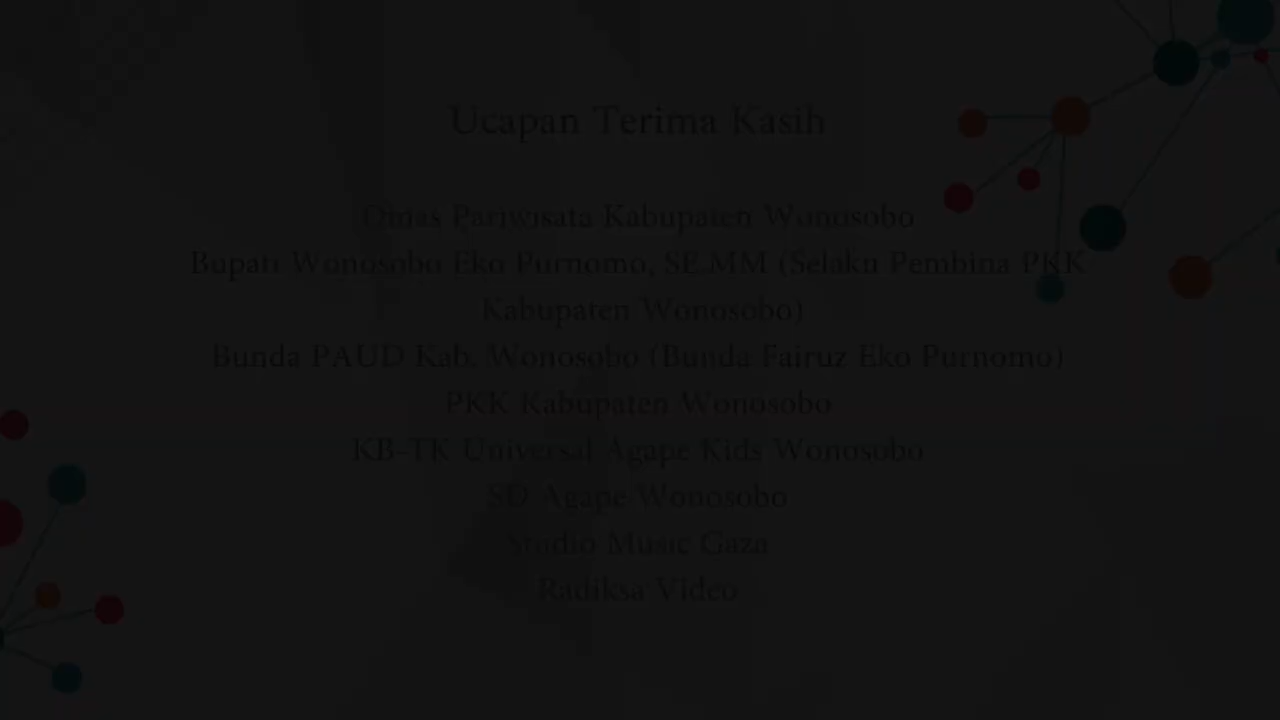 Ucapan Terima Kasih
Dinas Pariwisata Kabupaten Wonosobo
Bupati Wonosobo Eko Purnomo, SE.MM (Selaku Pembina PKK
Kabupaten Wonosobo)
Bunda PAUD Kab. Wonosobo (Bunda Fairuz Eko Purnomo)
PKK Kabupaten Wonosobo
KB-TK Universal Agape Kids Wonosobo
SD Agape Wonosobo
Studio Music Gaza
Radiksa Video